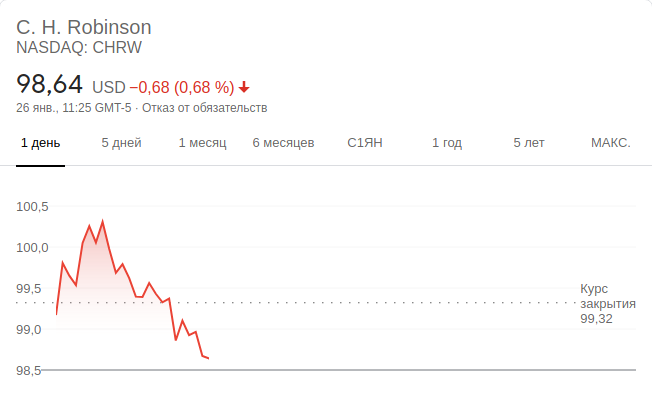 C. H. Robinson
NASDAQ: CHRW
98,64 USD −0,68 (0,68 %)
26 янв., 11:25 GMT-5 · Отказ от обязательств
1 день 5 дней 1 месяц 6 месяцев С1ЯН 1 год 5 лет МАКС.
100,5
100,0
99,5
99,0
98,5
Курс
закрытия
99,32